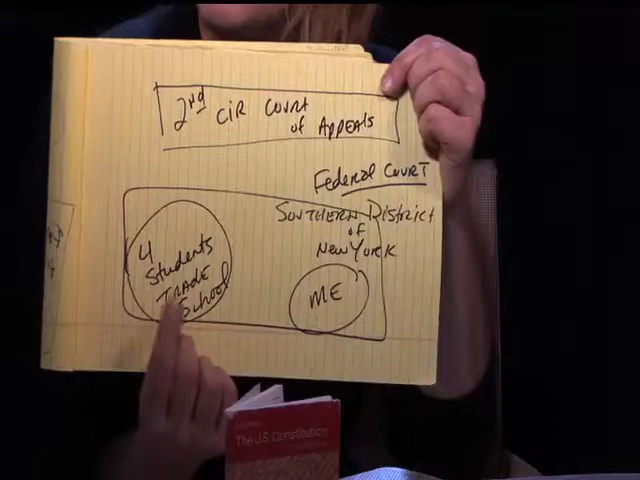 2nd CIR COURT
of Appeals
Federal Court
Southern District
of
New York
4
Students
TRADE
School
ME
The U.S. Constitution